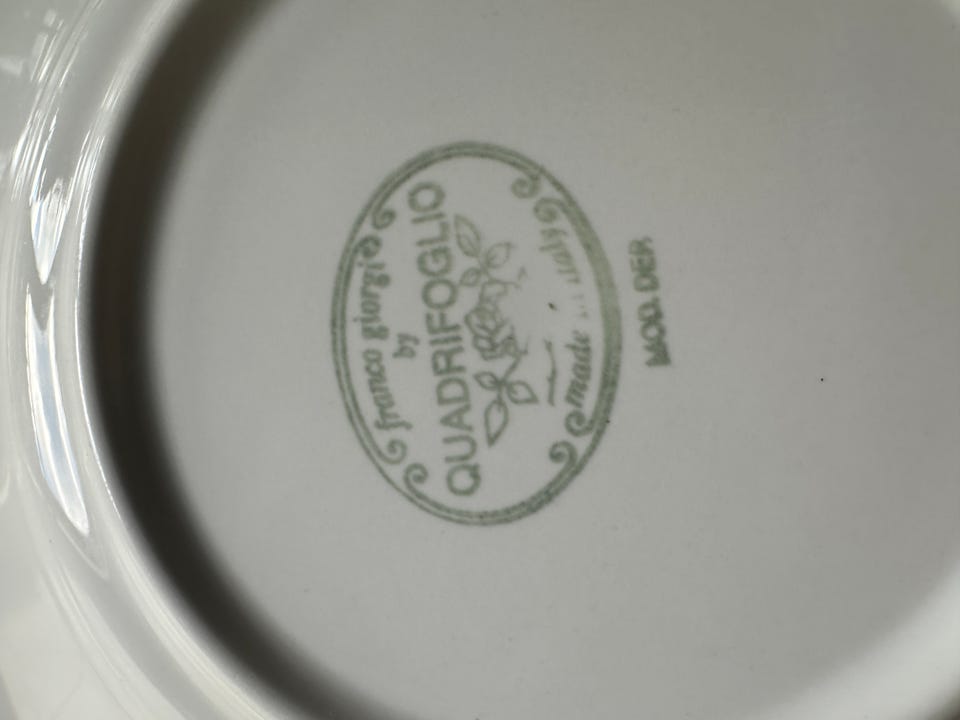 franco giorgi
by
QUADRIFOGLIO
made in italy
MOD. DER